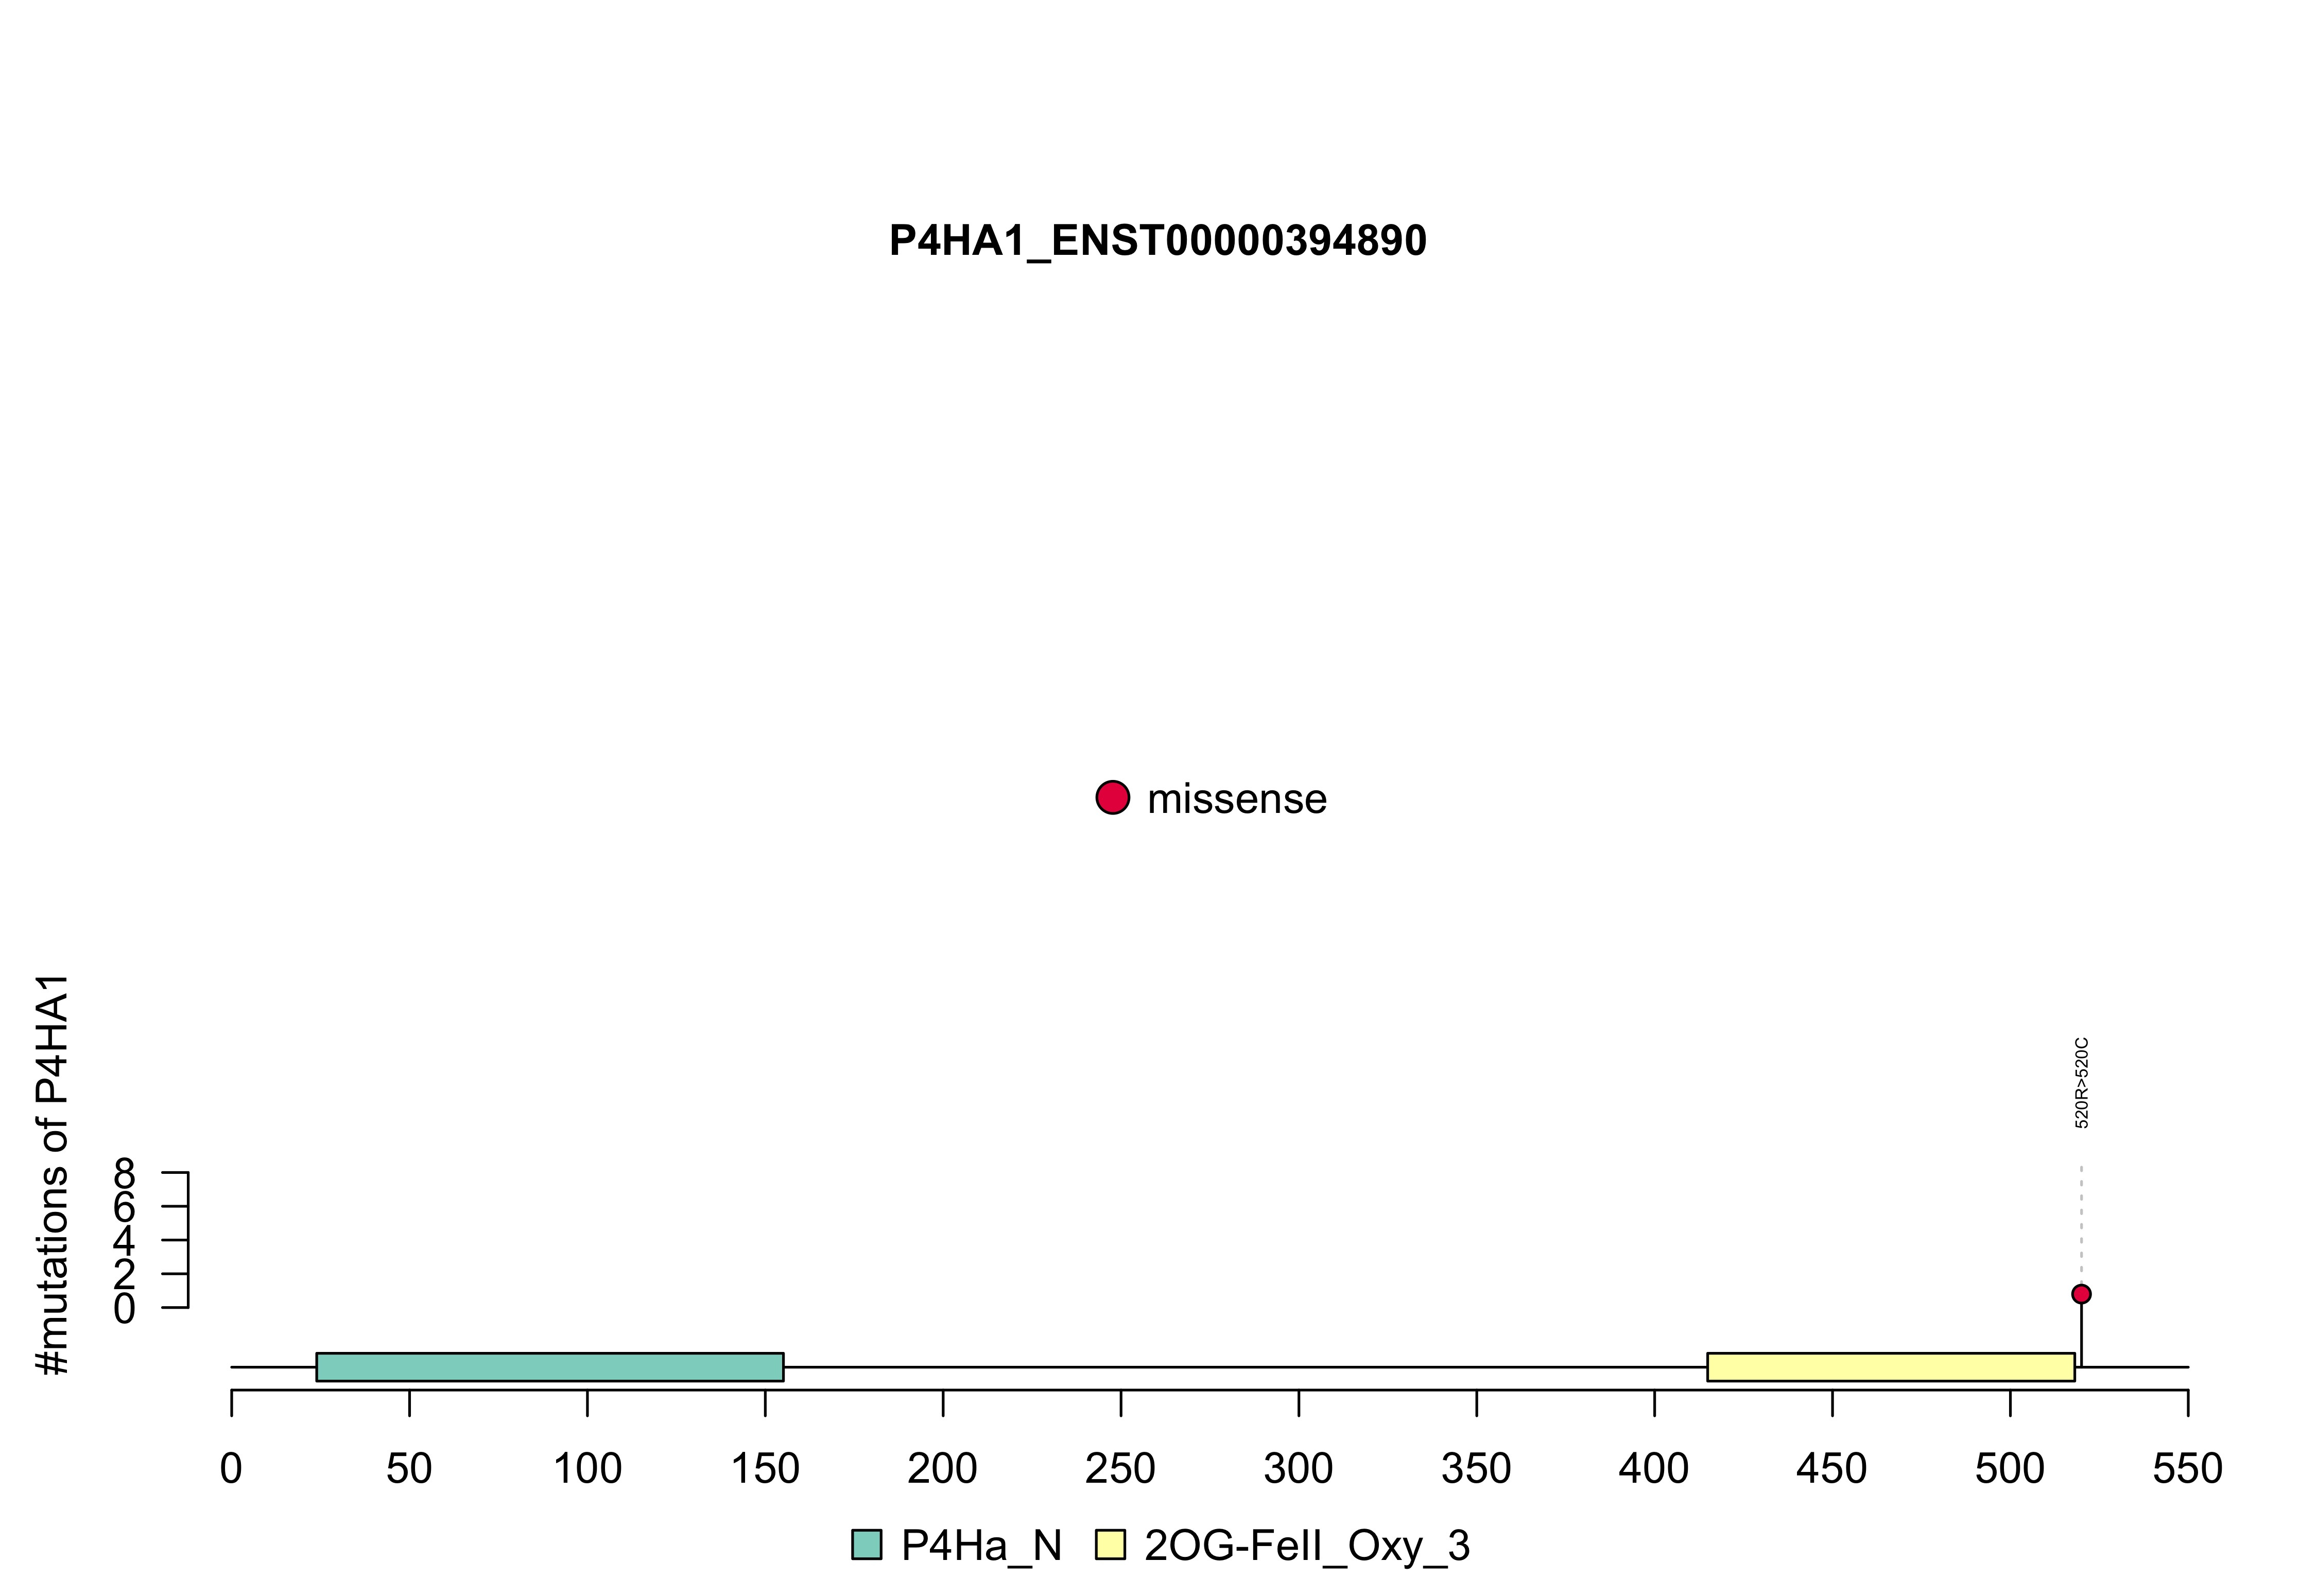 P4HA1_ENST00000394890
missense
#mutations of P4HA1
520R>520C
8
6
4
2
0
0 50 100 150 200 250 300 350 400 450 500 550
P4Ha_N 2OG-FeII_Oxy_3